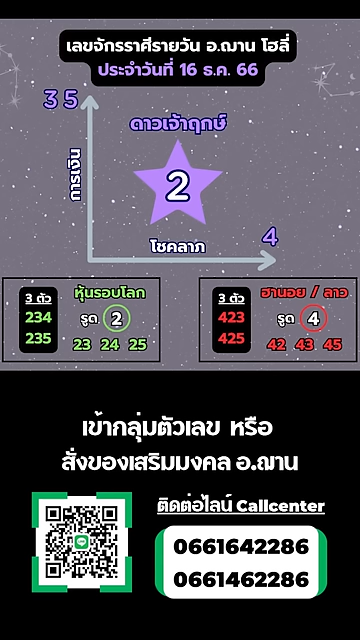 เลขจักรราศีรายวัน อ.ฌาน โฮลี่
ประจำวันที่ 16 ธ.ค. 66
3 5
ดาวเจ้าฤกษ์
การเงิน
2
โชคลาภ
4
3 ตัว
234
235
หุ้นรอบโลก
รูด 2
23 24 25
3 ตัว
423
425
ฮานอย / ลาว
รูด 4
42 43 45
เข้ากลุ่มตัวเลข หรือ
สั่งของเสริมมงคล อ.ฌาน
ติดต่อไลน์ Callcenter
0661642286
0661462286